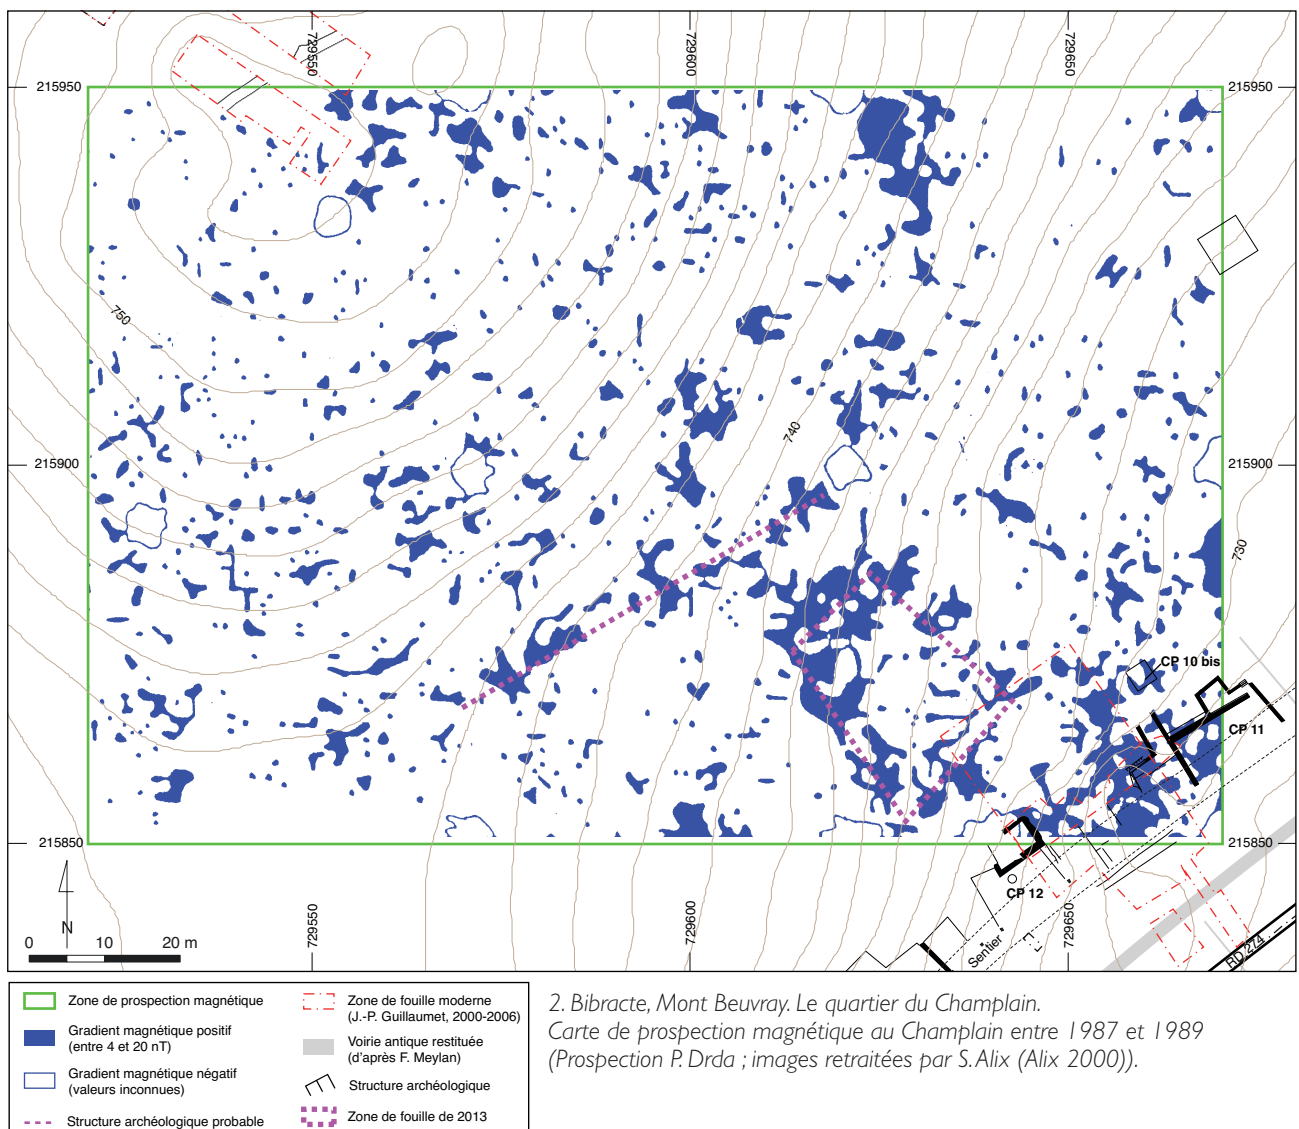 729550
729600
729650
215950
215950
750
740
215900
215900
730
CP 10 bis
CP 11
215850
215850
CP 12
729550
729600
729650
Sentier
RD 274
N
0 10 20 m
Zone de prospection magnétique
Gradient magnétique positif
(entre 4 et 20 nT)
Gradient magnétique négatif
(valeurs inconnues)
Structure archéologique probable
Zone de fouille moderne
(J.-P. Guillaumet, 2000-2006)
Voirie antique restituée
(d'après F. Meylan)
Structure archéologique
Zone de fouille de 2013
2. Bibracte, Mont Beuvray. Le quartier du Champlain.
Carte de prospection magnétique au Champlain entre 1987 et 1989
(Prospection P. Drda ; images retraitées par S. Alix (Alix 2000)).